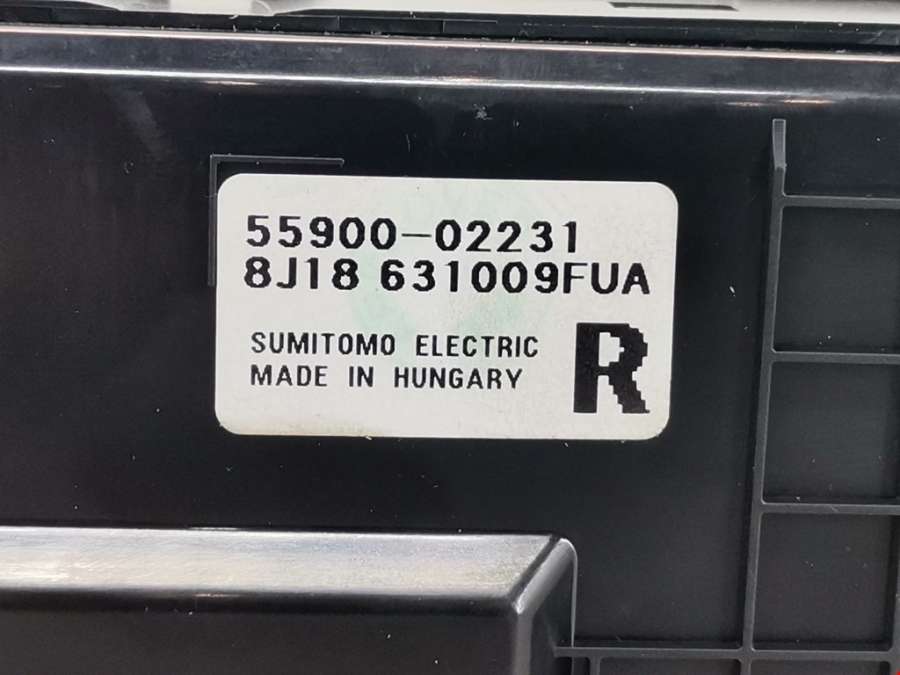 55900-02231
8J18 631009FUA
SUMITOMO ELECTRIC
MADE IN HUNGARY
R